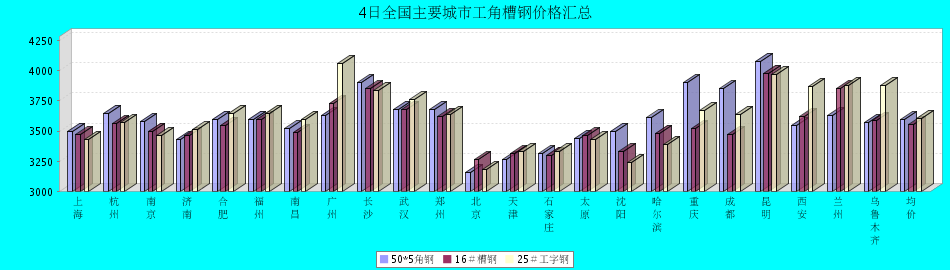 4日全国主要城市工角槽钢价格汇总
4250
4000
3750
3500
3250
3000
上海
杭州
南京
济南
合肥
福州
南昌
广州
长沙
武汉
郑州
北京
天津
石家庄
太原
沈阳
哈尔滨
重庆
成都
昆明
西安
兰州
乌鲁木齐
均价
50*5角钢 16#槽钢 25#工字钢